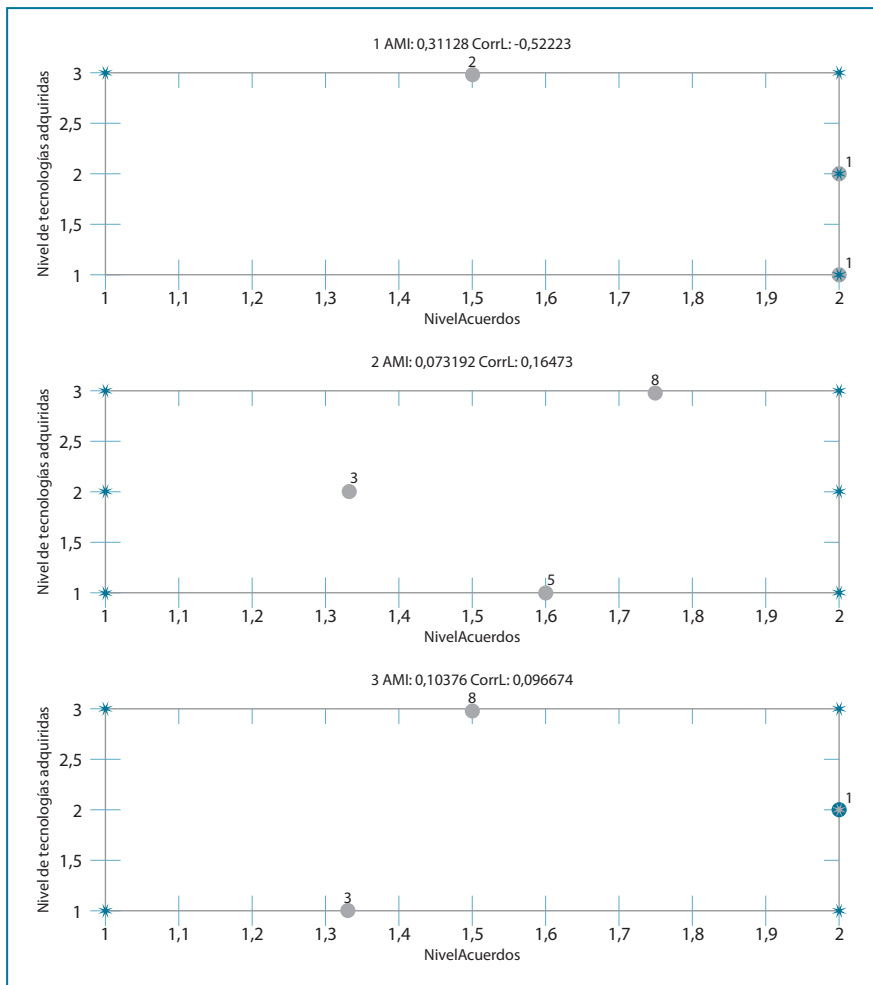 1 AMI: 0,31128 CorrL: -0,52223
Nivel de tecnologías adquiridas
3
2,5
2
1,5
1
2
1
1
1 1,1 1,2 1,3 1,4 1,5 1,6 1,7 1,8 1,9 2
NivelAcuerdos
2 AMI: 0,073192 CorrL: 0,16473
Nivel de tecnologías adquiridas
3
2,5
2
1,5
1
8
3
5
1 1,1 1,2 1,3 1,4 1,5 1,6 1,7 1,8 1,9 2
NivelAcuerdos
3 AMI: 0,10376 CorrL: 0,096674
Nivel de tecnologías adquiridas
3
2,5
2
1,5
1
8
1
3
1 1,1 1,2 1,3 1,4 1,5 1,6 1,7 1,8 1,9 2
NivelAcuerdos